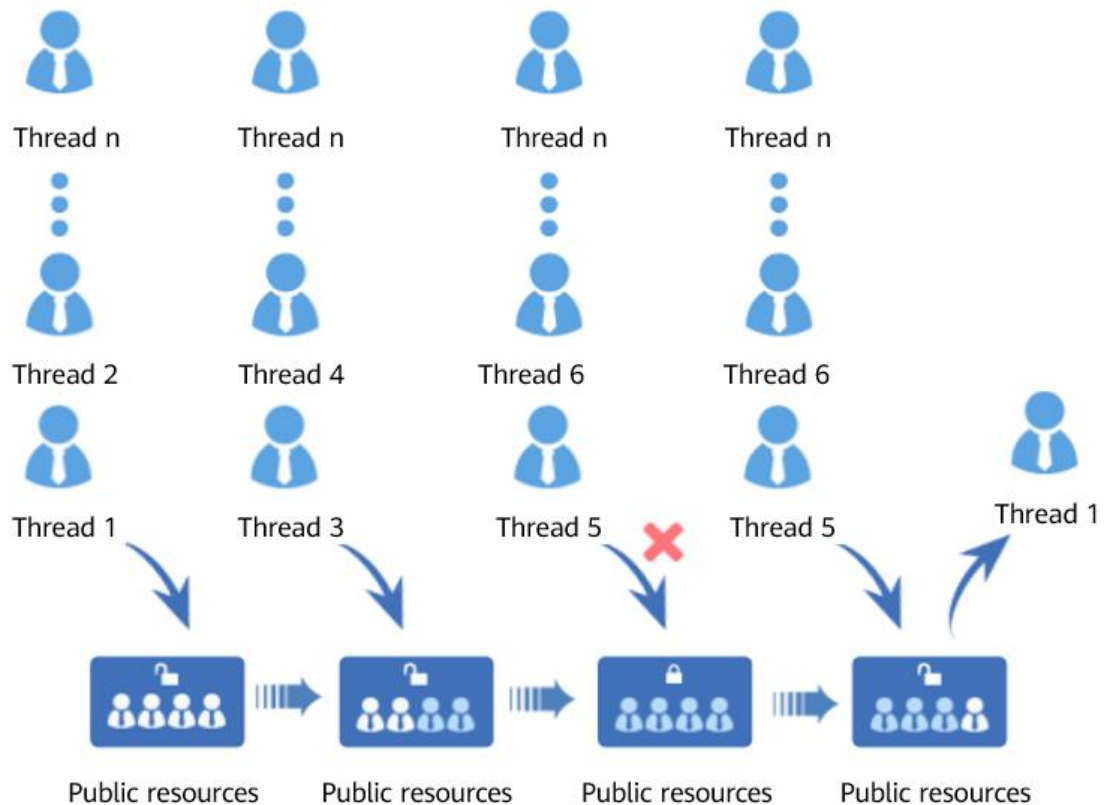 Thread n
Thread n
Thread n
Thread n
Thread 2
Thread 4
Thread 6
Thread 6
Thread 1
Thread 3
Thread 5
Thread 5
Thread 1
Public resources
Public resources
Public resources
Public resources